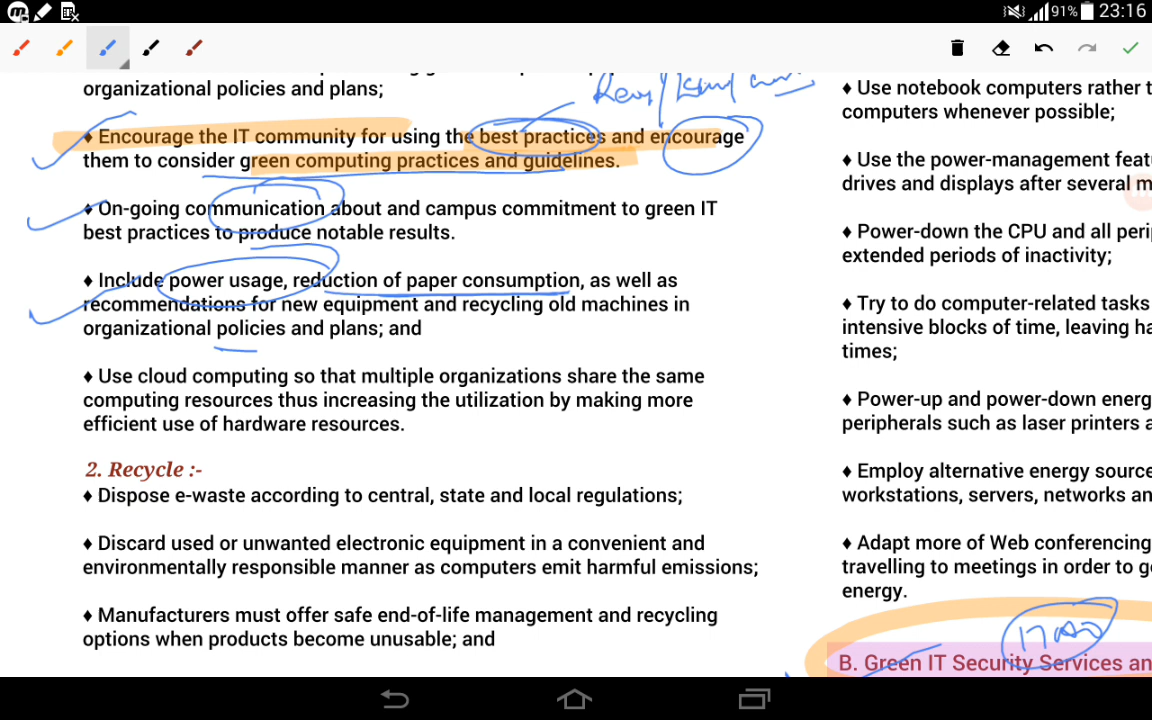 91% 23:16
organizational policies and plans;
♦ Encourage the IT community for using the best practices and encourage
them to consider green computing practices and guidelines.
♦ On-going communication about and campus commitment to green IT
best practices to produce notable results.
♦ Include power usage, reduction of paper consumption, as well as
recommendations for new equipment and recycling old machines in
organizational policies and plans; and
♦ Use cloud computing so that multiple organizations share the same
computing resources thus increasing the utilization by making more
efficient use of hardware resources.
2. Recycle :-
♦ Dispose e-waste according to central, state and local regulations;
♦ Discard used or unwanted electronic equipment in a convenient and
environmentally responsible manner as computers emit harmful emissions;
♦ Manufacturers must offer safe end-of-life management and recycling
options when products become unusable; and
♦ Use notebook computers rather t
computers whenever possible;
♦ Use the power-management featu
drives and displays after several m
♦ Power-down the CPU and all peri
extended periods of inactivity;
♦ Try to do computer-related tasks
intensive blocks of time, leaving ha
times;
♦ Power-up and power-down energ
peripherals such as laser printers a
♦ Employ alternative energy source
workstations, servers, networks an
♦ Adapt more of Web conferencing
travelling to meetings in order to g
energy.
B. Green IT Security Services an